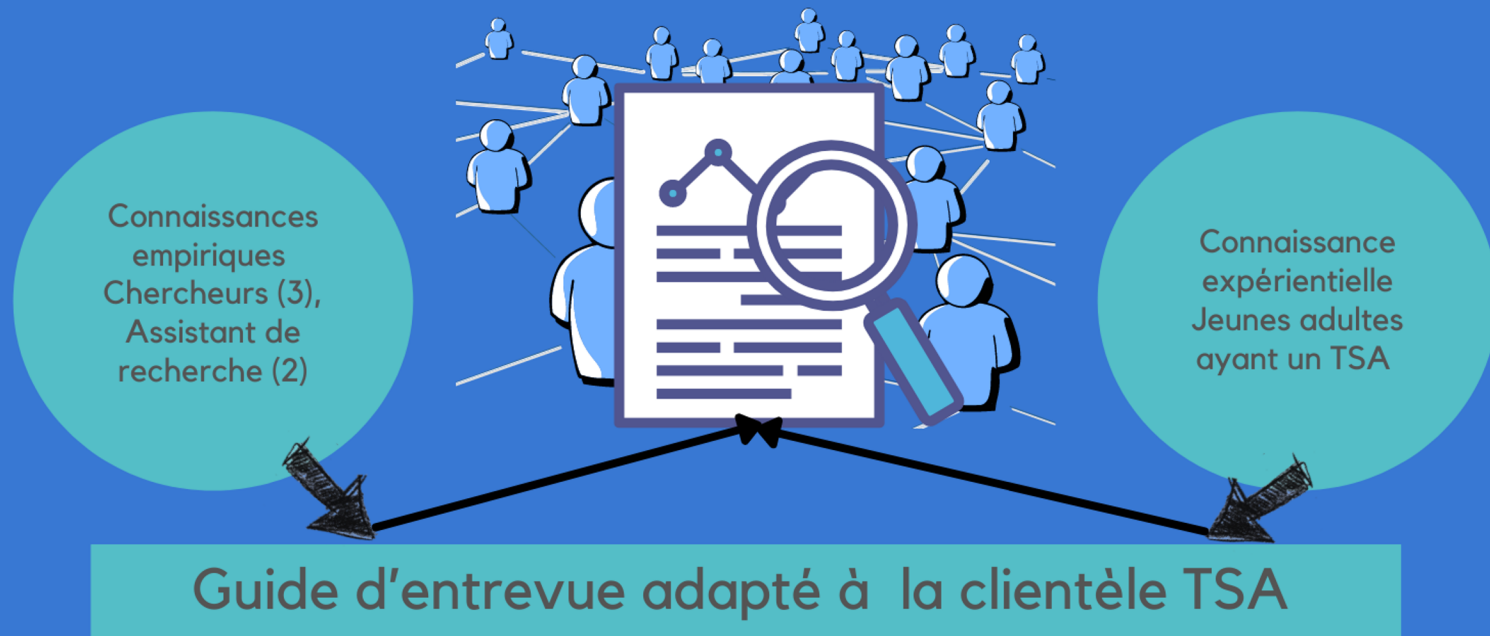 Connaissances
empiriques
Chercheurs (3),
Assistant de
recherche (2)
Connaissance
expérientielle
Jeunes adultes
ayant un TSA
Guide d’entrevue adapté à  la clientèle TSA